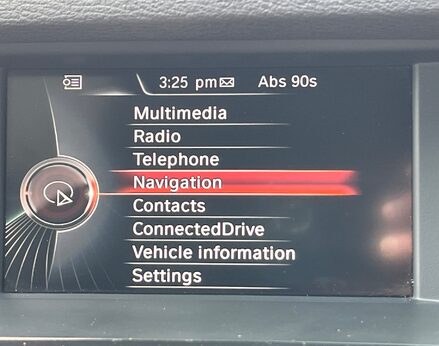 3:25 pm Abs 90s
Multimedia
Radio
Telephone
Navigation
Contacts
ConnectedDrive
Vehicle information
Settings